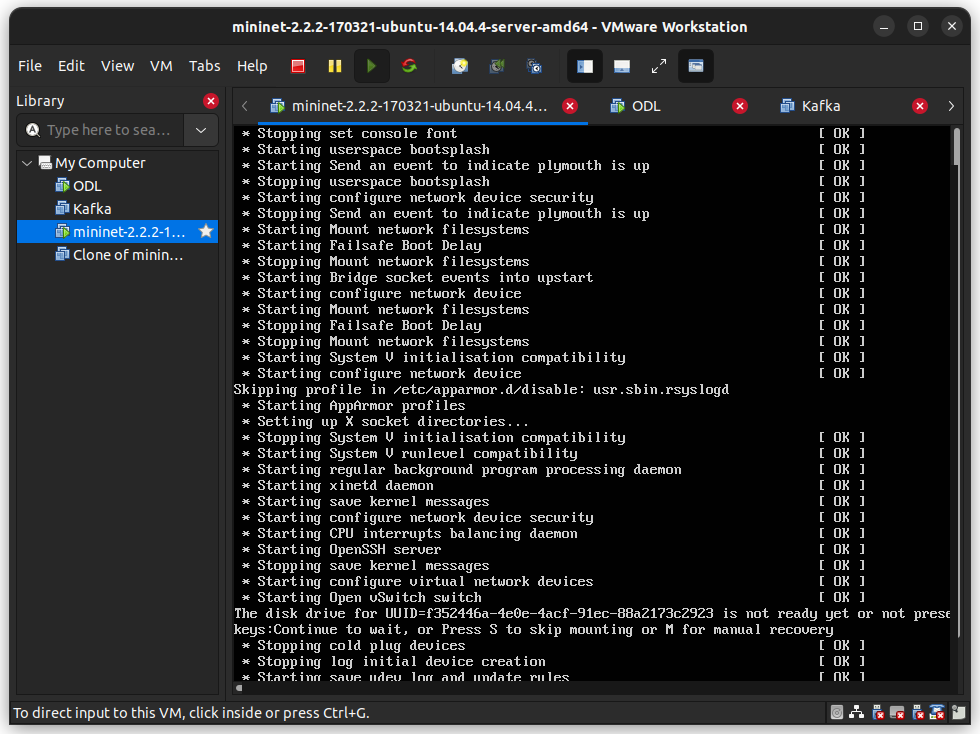 mininet-2.2.2-170321-ubuntu-14.04.4-server-amd64 - VMware Workstation
File Edit View VM Tabs Help
Library
Type here to sea...
My Computer
ODL
Kafka
mininet-2.2.2-1...
Clone of minin...
mininet-2.2.2-170321-ubuntu-14.04.4... ODL Kafka
* Stopping set console font [ OK ]
* Starting userspace bootsplash [ OK ]
* Starting Send an event to indicate plymouth is up [ OK ]
* Stopping userspace bootsplash [ OK ]
* Starting configure network device security [ OK ]
* Stopping Send an event to indicate plymouth is up [ OK ]
* Starting Mount network filesystems [ OK ]
* Starting Failsafe Boot Delay [ OK ]
* Stopping Mount network filesystems [ OK ]
* Starting Bridge socket events into upstart [ OK ]
* Starting configure network device [ OK ]
* Starting Mount network filesystems [ OK ]
* Stopping Failsafe Boot Delay [ OK ]
* Stopping Mount network filesystems [ OK ]
* Starting System V initialisation compatibility [ OK ]
* Starting configure network device [ OK ]
Skipping profile in /etc/apparmor.d/disable: usr.sbin.rsyslogd
* Starting AppArmor profiles
* Setting up X socket directories...
* Stopping System V initialisation compatibility [ OK ]
* Starting System V runlevel compatibility [ OK ]
* Starting regular background program processing daemon [ OK ]
* Starting xinetd daemon [ OK ]
* Starting save kernel messages [ OK ]
* Starting configure network device security [ OK ]
* Starting CPU interrupts balancing daemon [ OK ]
* Starting OpenSSH server [ OK ]
* Stopping save kernel messages [ OK ]
* Starting configure virtual network devices [ OK ]
* Starting Open vSwitch switch [ OK ]
The disk drive for UUID=f352446a-4e0e-4acf-91ec-88a2173c2923 is not ready yet or not prese
keys:Continue to wait, or Press S to skip mounting or M for manual recovery
* Stopping cold plug devices [ OK ]
* Stopping log initial device creation [ OK ]
* Starting save udev log and update rules [ OK ]
To direct input to this VM, click inside or press Ctrl+G.